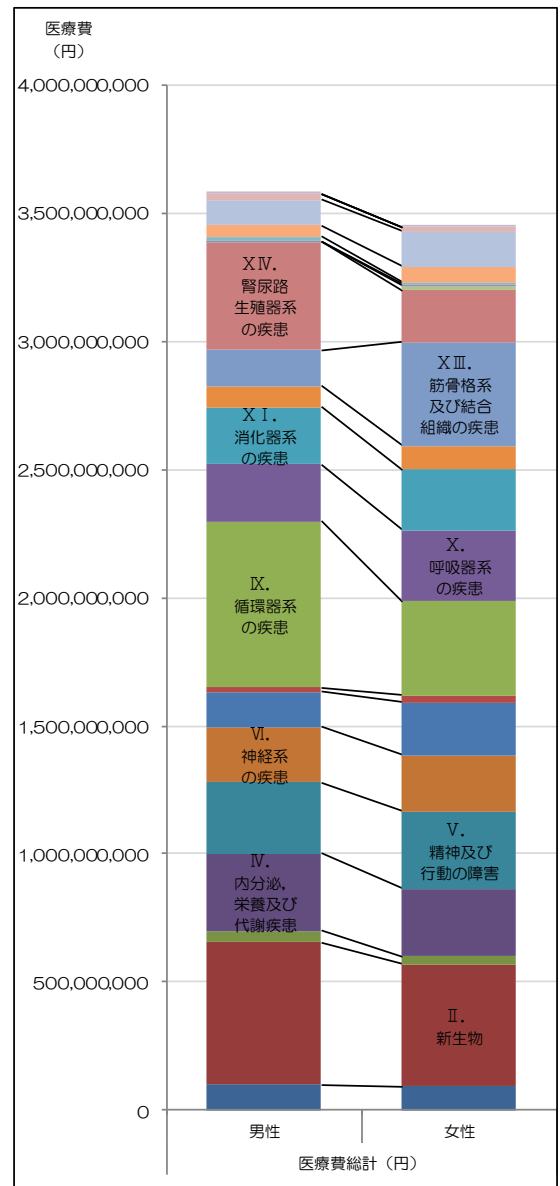 医療費
（円）
4,000,000,000
3,500,000,000
3,000,000,000
2,500,000,000
2,000,000,000
1,500,000,000
1,000,000,000
500,000,000
0
ⅩⅣ．
腎尿路
生殖器系
の疾患
ⅩⅠ．
消化器系
の疾患
Ⅸ．
循環器系
の疾患
Ⅵ．
神経系
の疾患
Ⅳ．
内分泌，
栄養及び
代謝疾患
ⅩⅢ．
筋骨格系
及び結合
組織の疾患
Ⅹ．
呼吸器系
の疾患
Ⅴ．
精神及び
行動の障害
Ⅱ．
新生物
男性
女性
医療費総計（円）